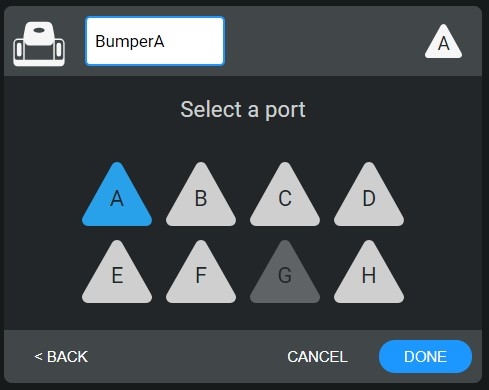 BumperA
A
Select a port
A B C D
E F G H
< BACK CANCEL DONE